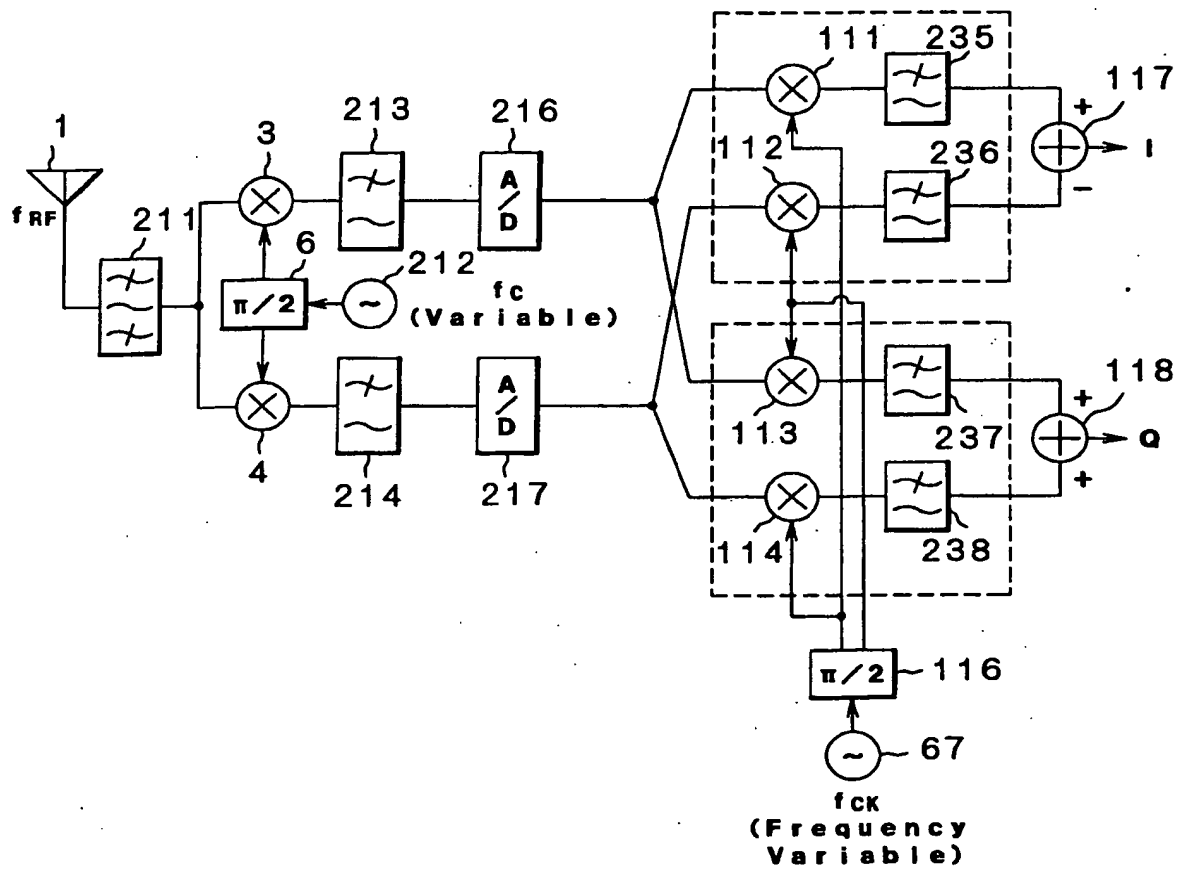 111
235
1
3
213
216
117
+
I
−
A/D
112
236
fRF
211
6
212
π/2
~
fC
(Variable)
113
237
118
+
Q
+
A/D
4
214
217
114
238
π/2
116
~
67
fCK
(Frequency
Variable)